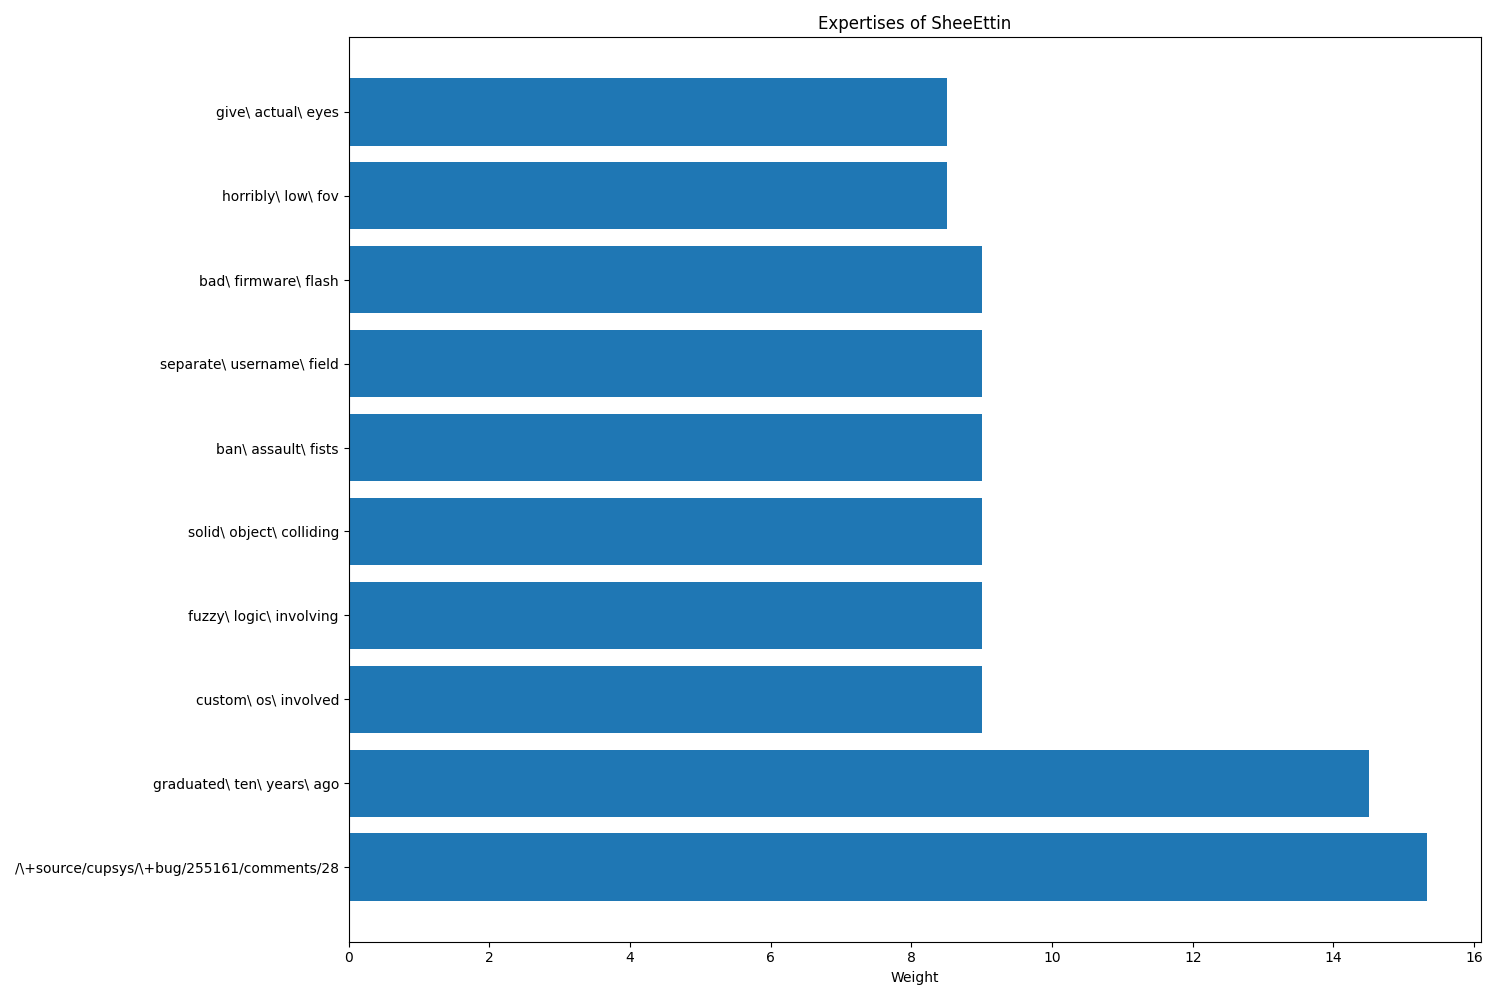 Expertises of SheeEttin
give\ actual\ eyes
horribly\ low\ fov
bad\ firmware\ flash
separate\ username\ field
ban\ assault\ fists
solid\ object\ colliding
fuzzy\ logic\ involving
custom\ os\ involved
graduated\ ten\ years\ ago
/\+source/cupsys/\+bug/255161/comments/28
0 2 4 6 8 10 12 14 16
Weight